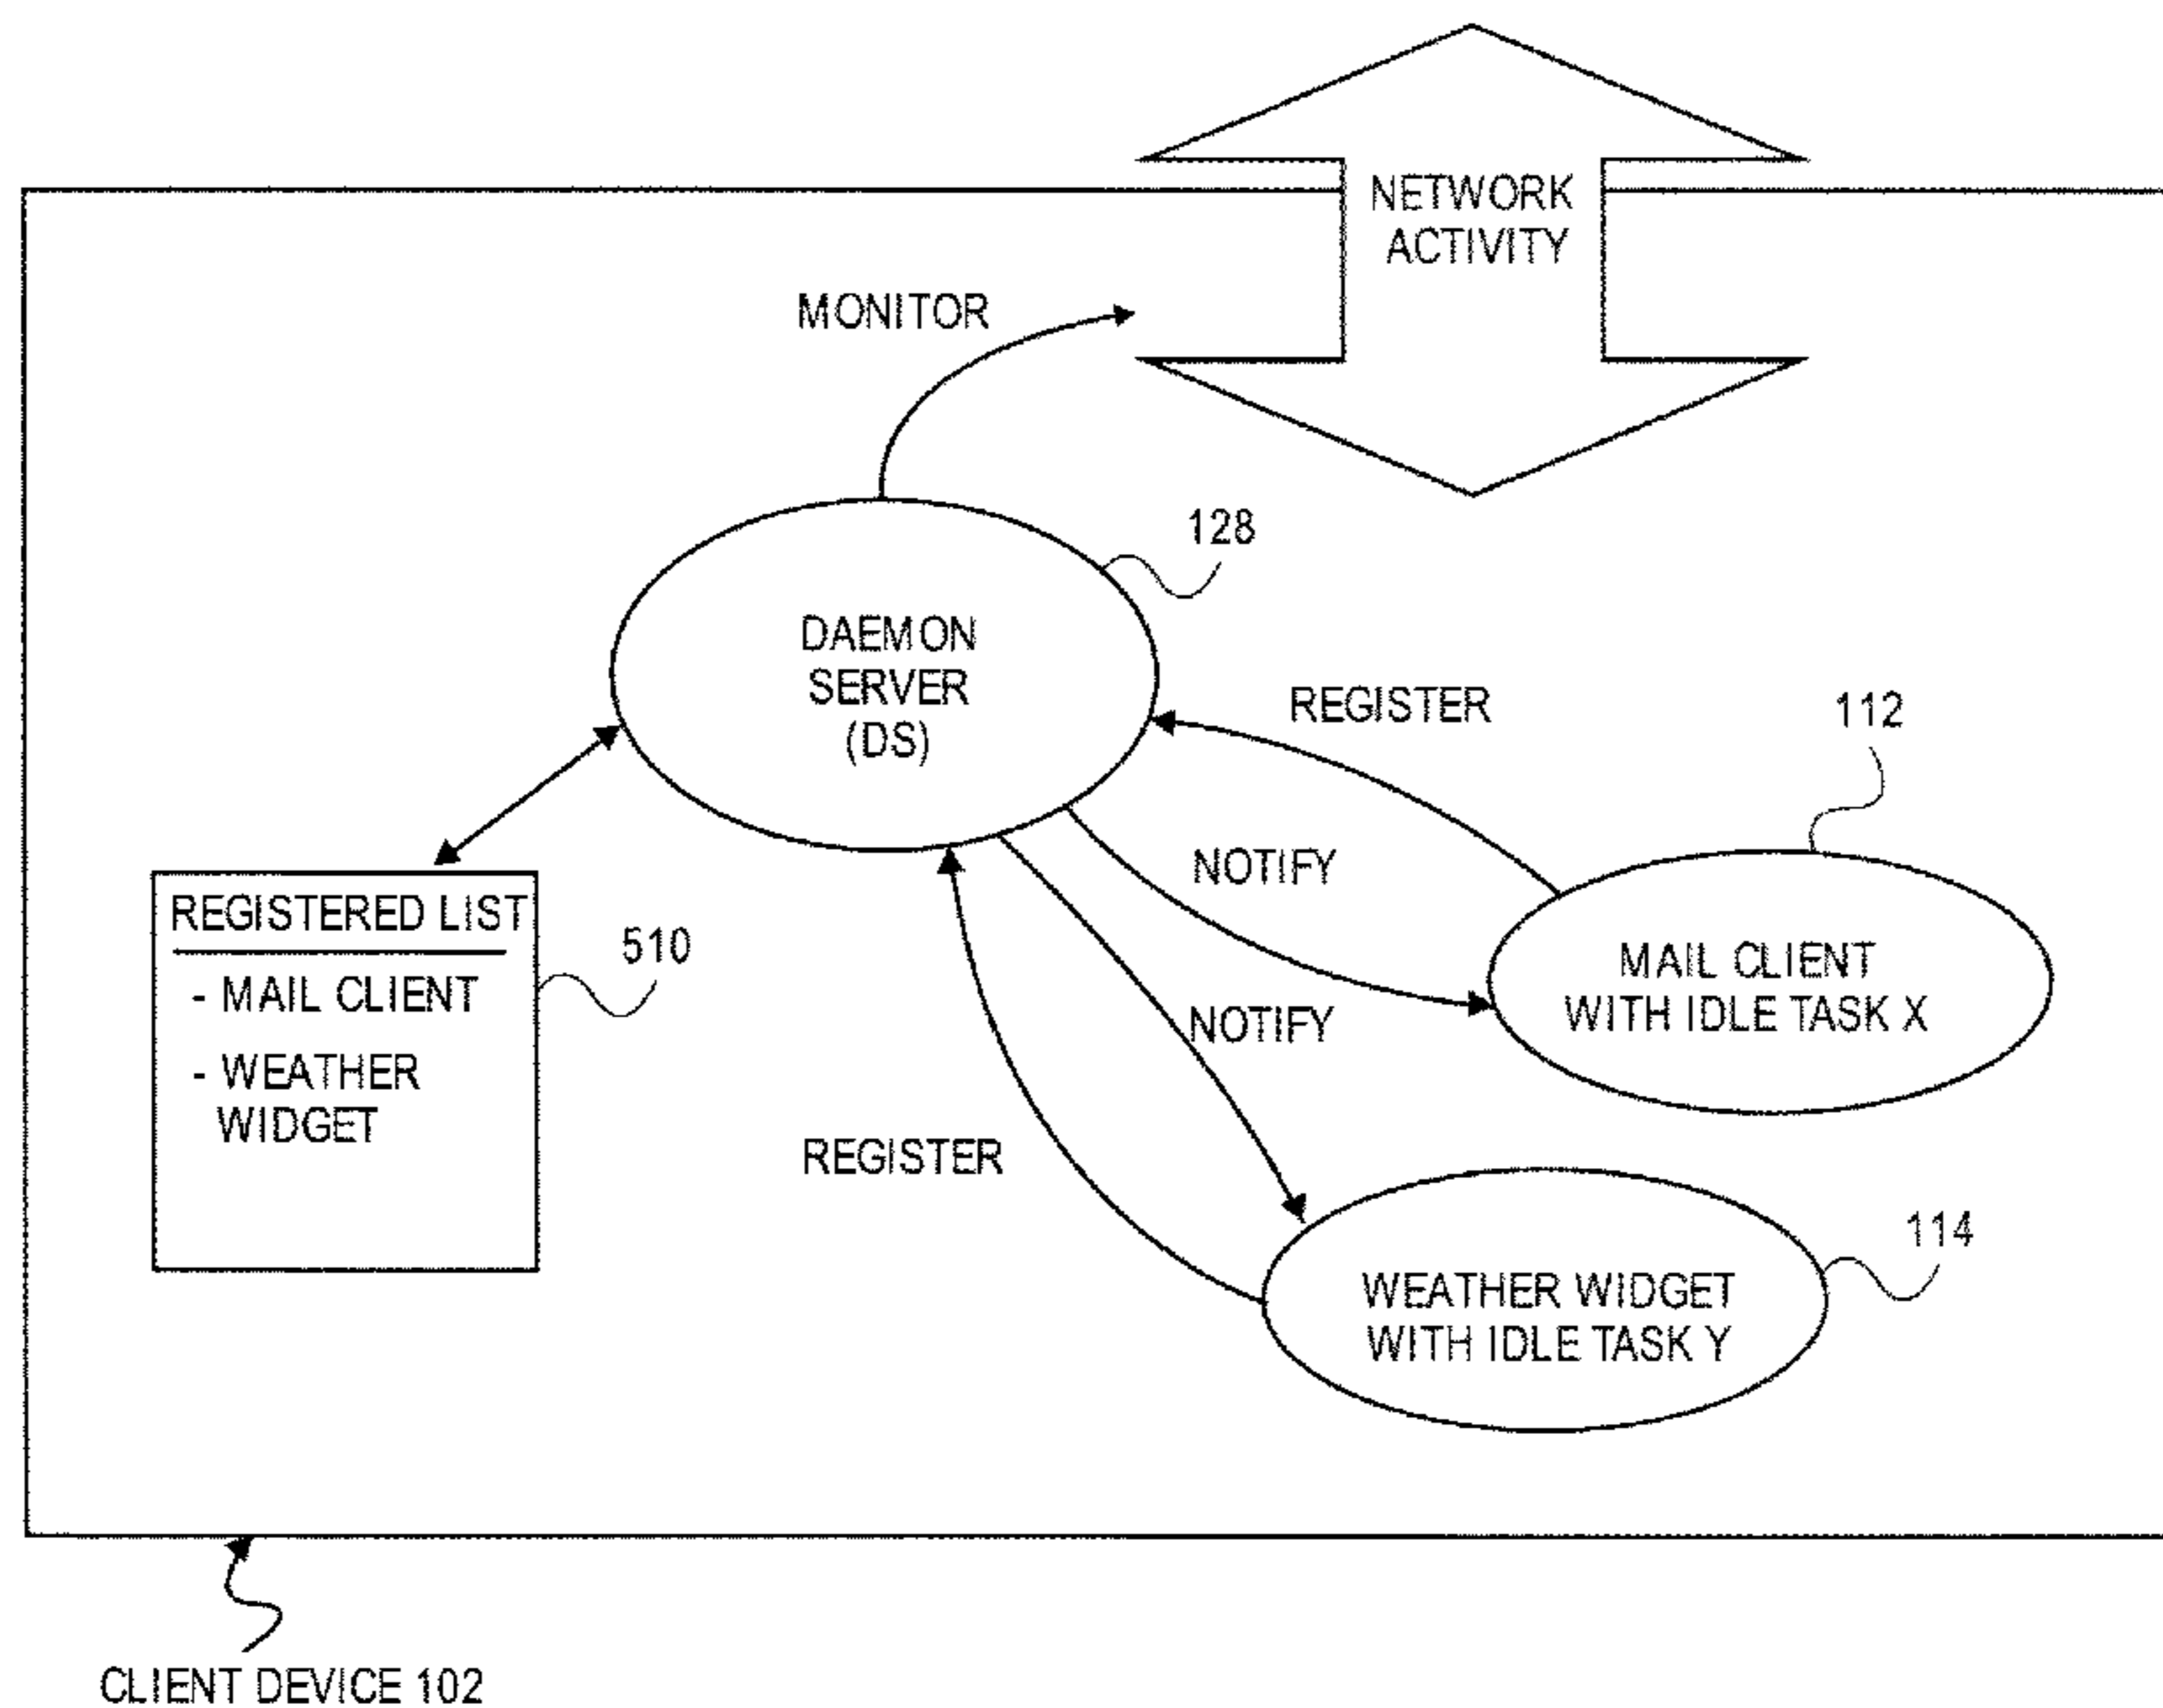 NETWORK
ACTIVITY
MONITOR
128
DAEMON
SERVER
(DS)
REGISTER
112
NOTIFY
REGISTERED LIST
- MAIL CLIENT
- WEATHER
WIDGET
510
MAIL CLIENT
WITH IDLE TASK X
NOTIFY
REGISTER
114
WEATHER WIDGET
WITH IDLE TASK Y
CLIENT DEVICE 102